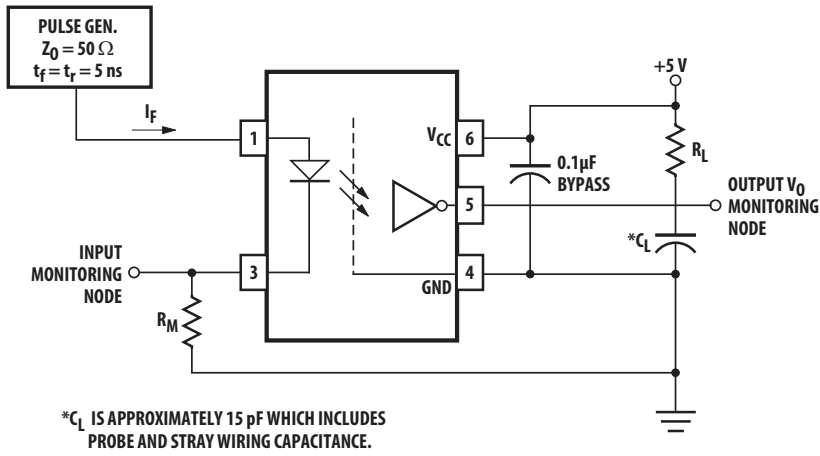 PULSE GEN.
Z0 = 50 Ω
tf = tr = 5 ns
IF
1
3
VCC
6
5
4
GND
+5 V
0.1µF
BYPASS
RL
*CL
OUTPUT VO
MONITORING
NODE
INPUT
MONITORING
NODE
RM
*CL IS APPROXIMATELY 15 pF WHICH INCLUDES
PROBE AND STRAY WIRING CAPACITANCE.